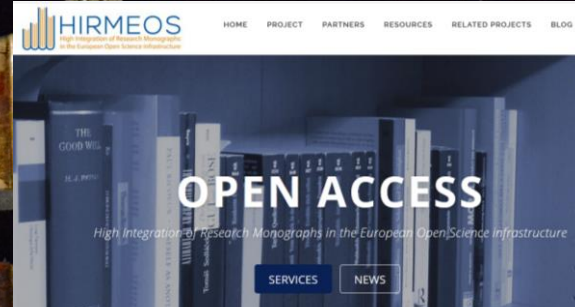 HIRMEOS
High Integration of Research Monographs
in the European Open Science Infrastructure
HOME PROJECT PARTNERS RESOURCES RELATED PROJECTS BLOG
THE
GOOD WILL
H. J. PATON
OPEN ACCESS
High Integration of Research Monographs in the European Open Science infrastructure
SERVICES NEWS